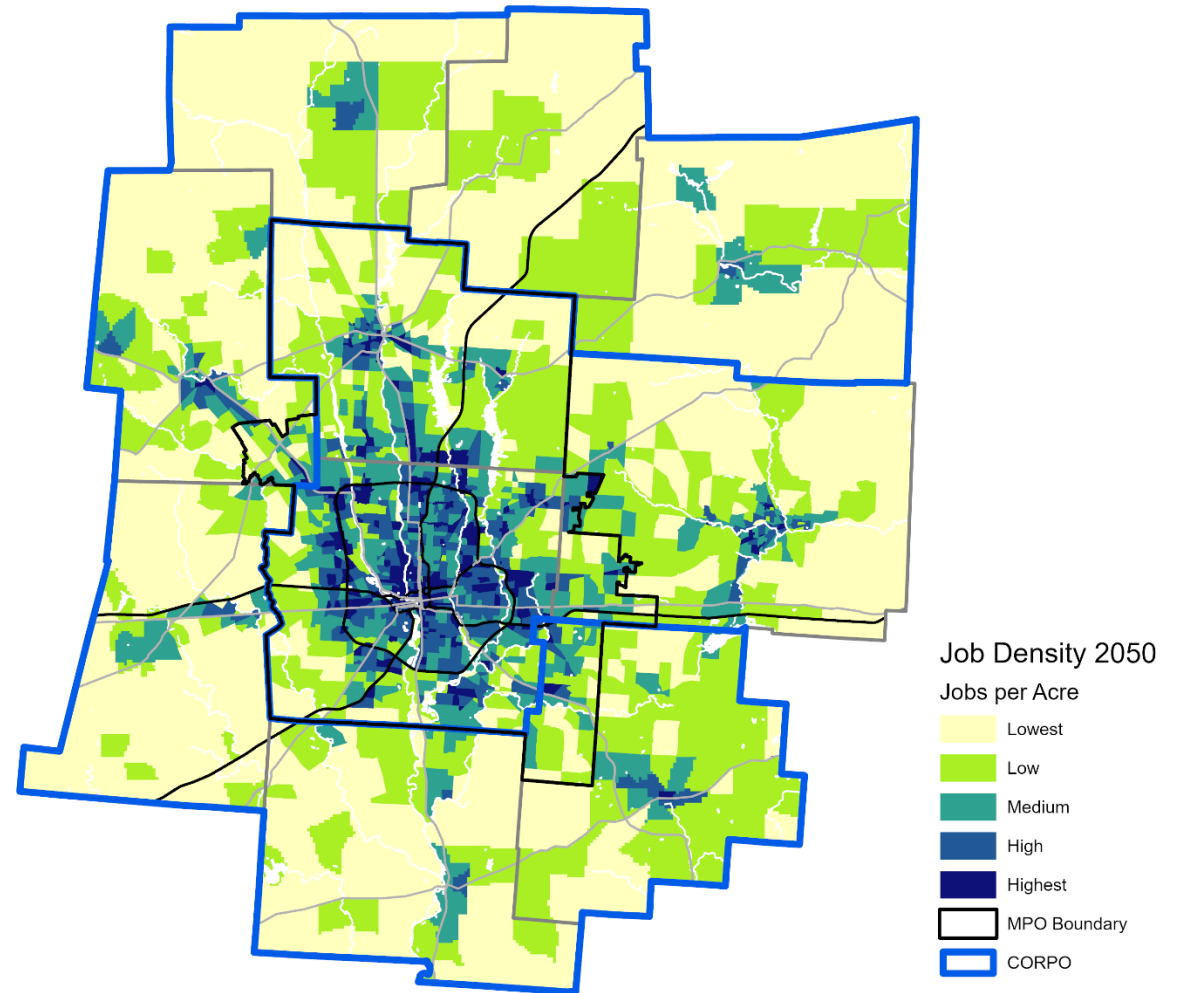 Job Density 2050
Jobs per Acre
Lowest
Low
Medium
High
Highest
MPO Boundary
CORPO